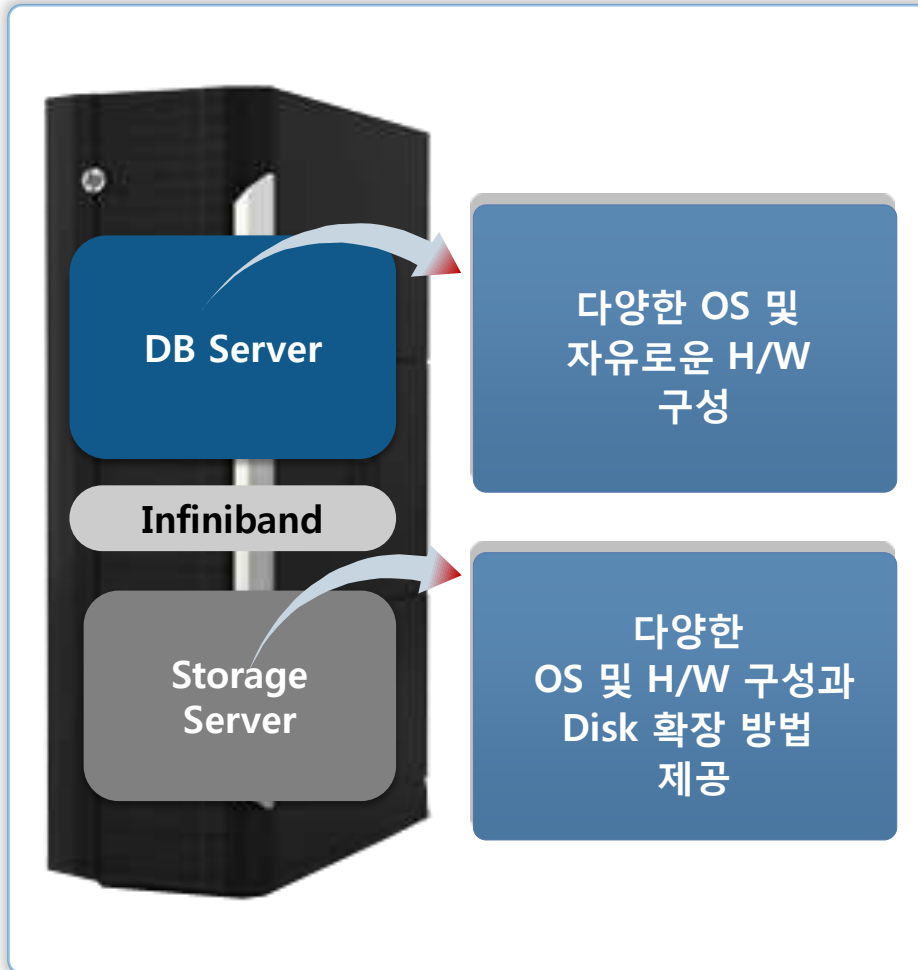 DB Server
다양한 OS 및
자유로운 H/W
구성
Infiniband
Storage
Server
다양한
OS 및 H/W 구성과
Disk 확장 방법
제공